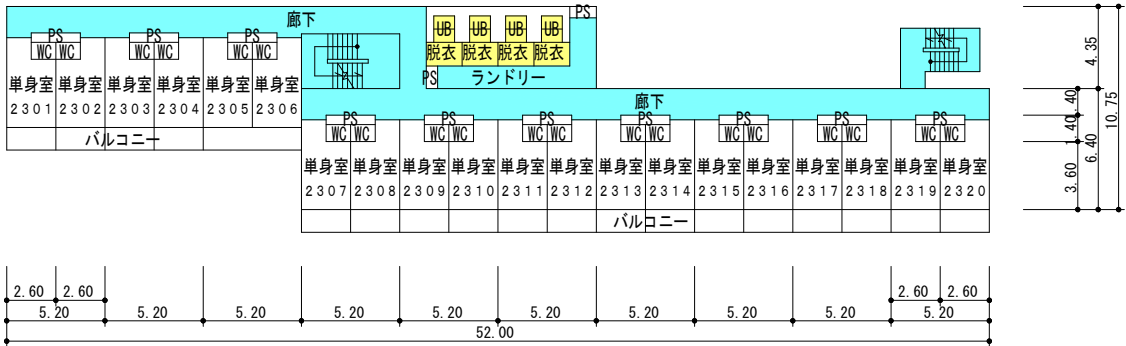 廊下
PS
UB UB UB UB
脱衣 脱衣 脱衣 脱衣
PS
ランドリー
PS PS PS
WC WC WC WC WC WC
単身室 単身室 単身室 単身室 単身室 単身室
2301 2302 2303 2304 2305 2306
バルコニー
廊下
PS PS PS PS PS PS PS
WC WC WC WC WC WC WC WC WC WC WC WC WC WC
単身室 単身室 単身室 単身室 単身室 単身室 単身室 単身室 単身室 単身室 単身室 単身室 単身室 単身室
2307 2308 2309 2310 2311 2312 2313 2314 2315 2316 2317 2318 2319 2320
バルコニー
4.35
1.40
1.40
3.60
6.40
10.75
2.60 2.60 2.60 2.60
5.20 5.20 5.20 5.20 5.20 5.20 5.20 5.20 5.20 5.20
52.00